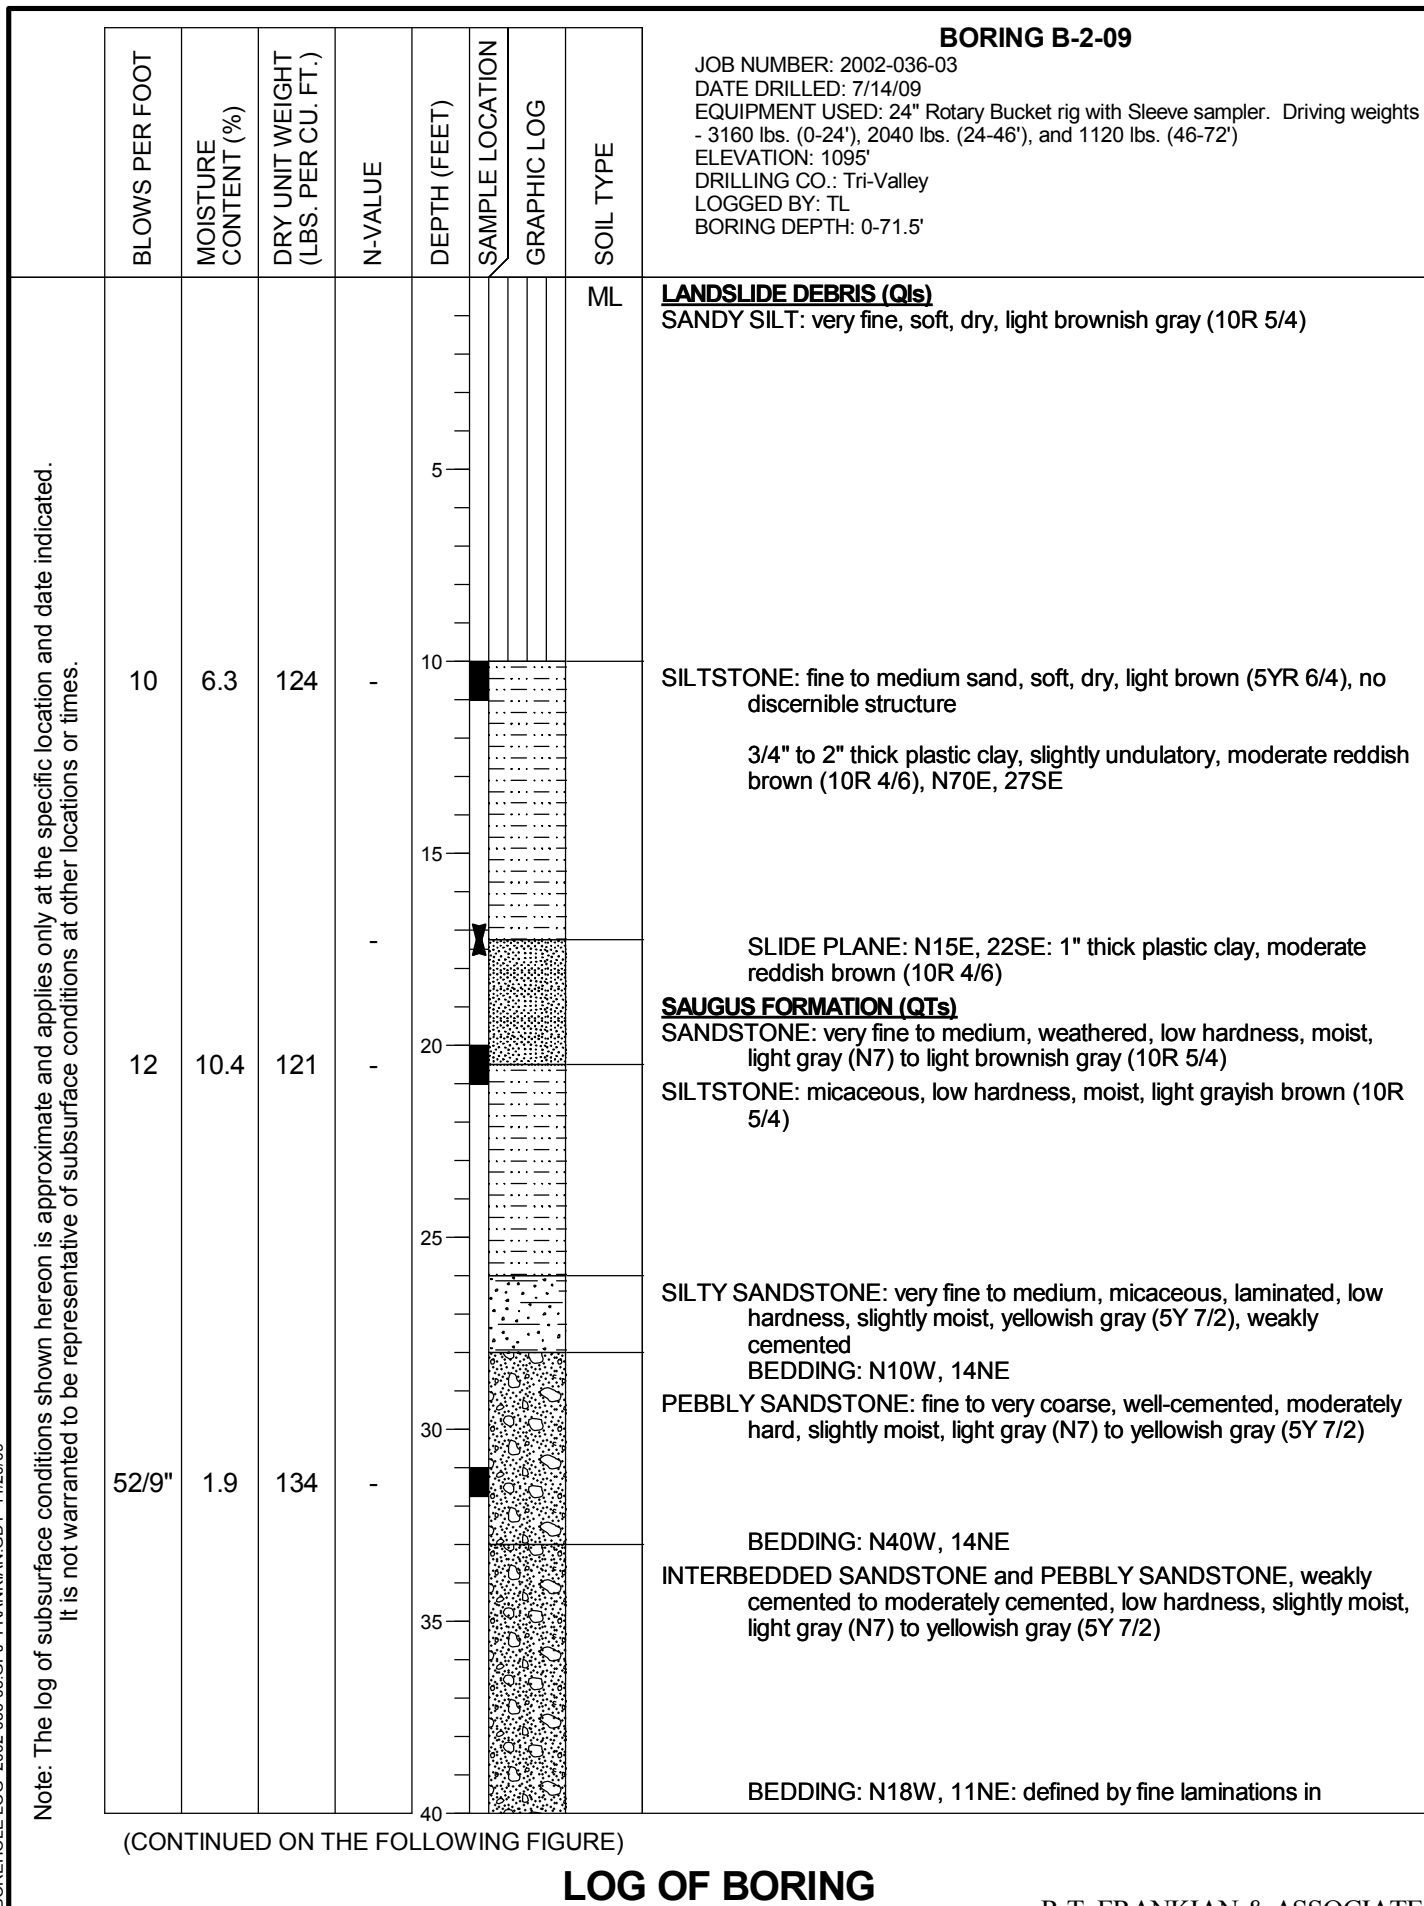 BORING B-2-09
JOB NUMBER: 2002-036-03
DATE DRILLED: 7/14/09
EQUIPMENT USED: 24" Rotary Bucket rig with Sleeve sampler. Driving weights
- 3160 lbs. (0-24'), 2040 lbs. (24-46'), and 1120 lbs. (46-72')
ELEVATION: 1095'
DRILLING CO.: Tri-Valley
LOGGED BY: TL
BORING DEPTH: 0-71.5'
BLOWS PER FOOT
MOISTURE
CONTENT (%)
DRY UNIT WEIGHT
(LBS. PER CU. FT.)
N-VALUE
DEPTH (FEET)
SAMPLE LOCATION
GRAPHIC LOG
SOIL TYPE
ML
LANDSLIDE DEBRIS (Qls)
SANDY SILT: very fine, soft, dry, light brownish gray (10R 5/4)
5
10
10 6.3 124 -
SILTSTONE: fine to medium sand, soft, dry, light brown (5YR 6/4), no
discernible structure
3/4" to 2" thick plastic clay, slightly undulatory, moderate reddish
brown (10R 4/6), N70E, 27SE
15
-
SLIDE PLANE: N15E, 22SE: 1" thick plastic clay, moderate
reddish brown (10R 4/6)
SAUGUS FORMATION (QTs)
SANDSTONE: very fine to medium, weathered, low hardness, moist,
light gray (N7) to light brownish gray (10R 5/4)
20
12 10.4 121 -
SILTSTONE: micaceous, low hardness, moist, light grayish brown (10R
5/4)
25
SILTY SANDSTONE: very fine to medium, micaceous, laminated, low
hardness, slightly moist, yellowish gray (5Y 7/2), weakly
cemented
BEDDING: N10W, 14NE
PEBBLY SANDSTONE: fine to very coarse, well-cemented, moderately
hard, slightly moist, light gray (N7) to yellowish gray (5Y 7/2)
30
52/9" 1.9 134 -
BEDDING: N40W, 14NE
INTERBEDDED SANDSTONE and PEBBLY SANDSTONE, weakly
cemented to moderately cemented, low hardness, slightly moist,
light gray (N7) to yellowish gray (5Y 7/2)
35
BEDDING: N18W, 11NE: defined by fine laminations in
40
Note: The log of subsurface conditions shown hereon is approximate and applies only at the specific location and date indicated.
It is not warranted to be representative of subsurface conditions at other locations or times.
(CONTINUED ON THE FOLLOWING FIGURE)
LOG OF BORING